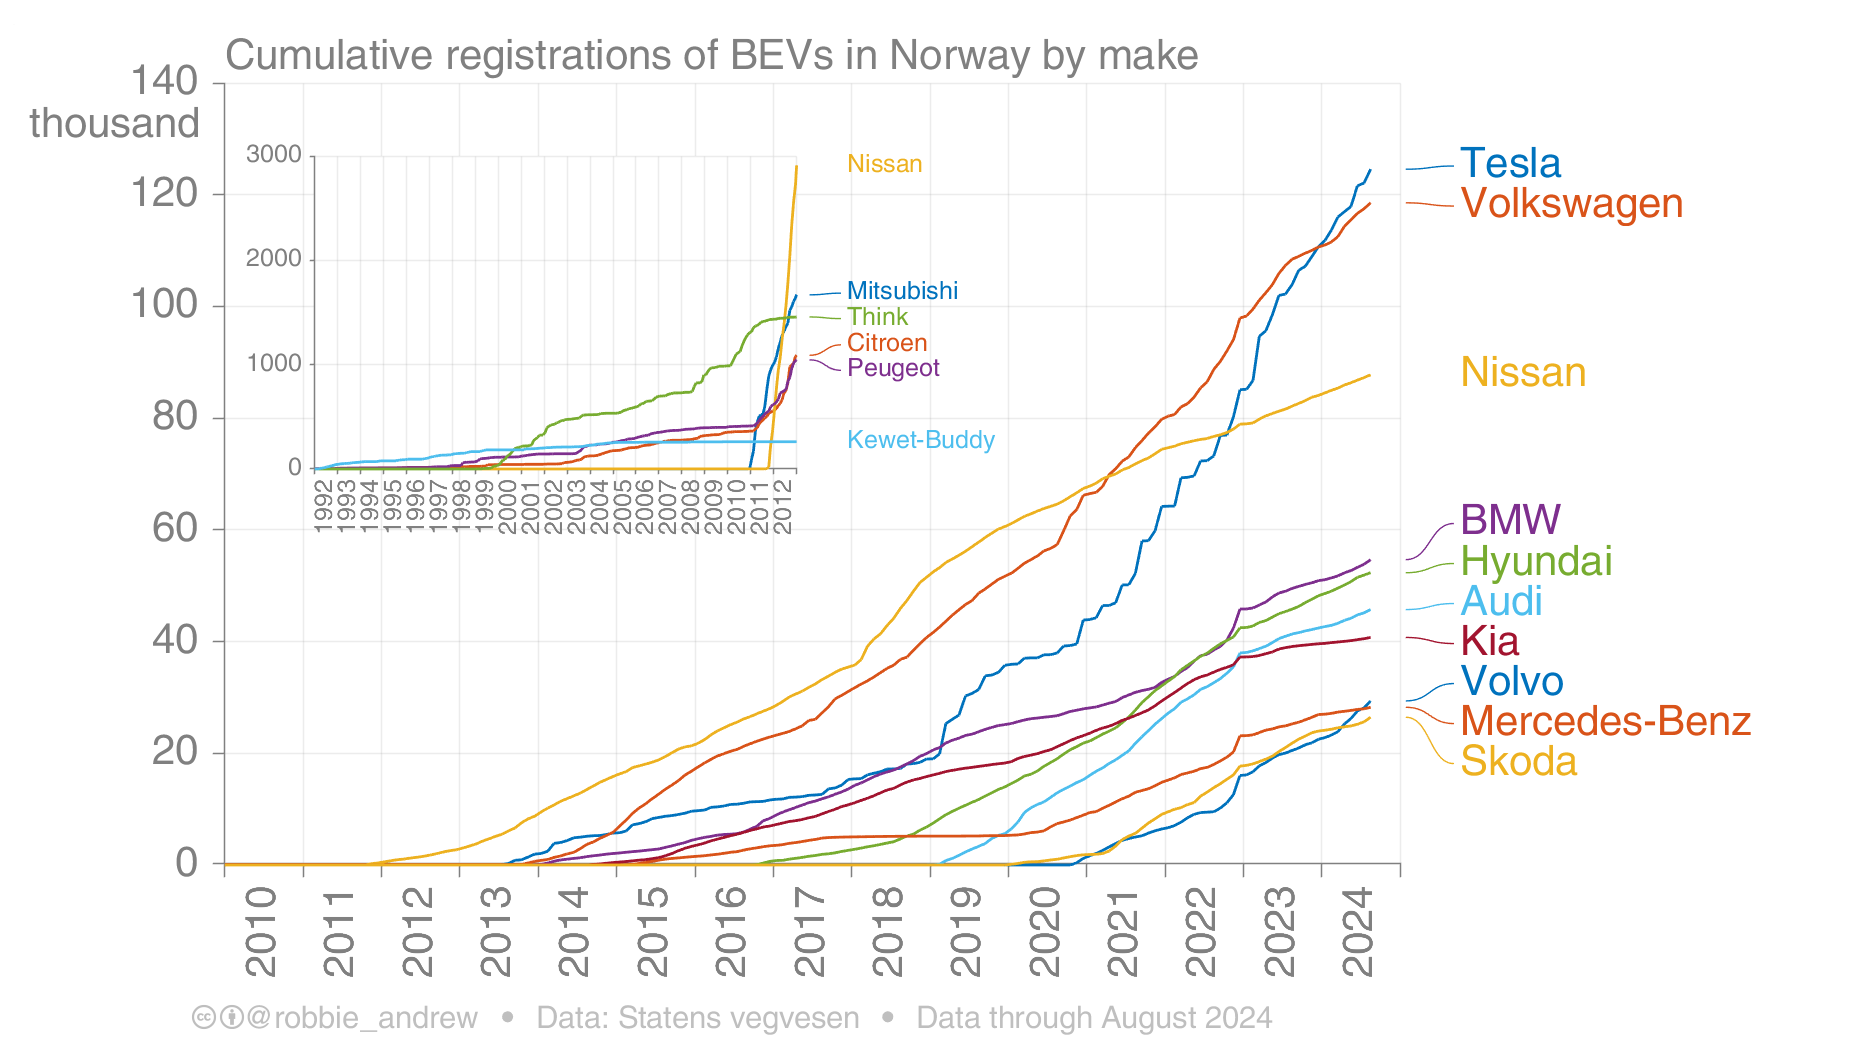 Cumulative registrations of BEVs in Norway by make
140
thousand
120
100
80
60
40
20
0
3000
2000
1000
0
1992 1993 1994 1995 1996 1997 1998 1999 2000 2001 2002 2003 2004 2005 2006 2007 2008 2009 2010 2011 2012
Nissan
Mitsubishi
Think
Citroen
Peugeot
Kewet-Buddy
Tesla
Volkswagen
Nissan
BMW
Hyundai
Audi
Kia
Volvo
Mercedes-Benz
Skoda
2010 2011 2012 2013 2014 2015 2016 2017 2018 2019 2020 2021 2022 2023 2024
cc @robbie_andrew • Data: Statens vegvesen • Data through August 2024